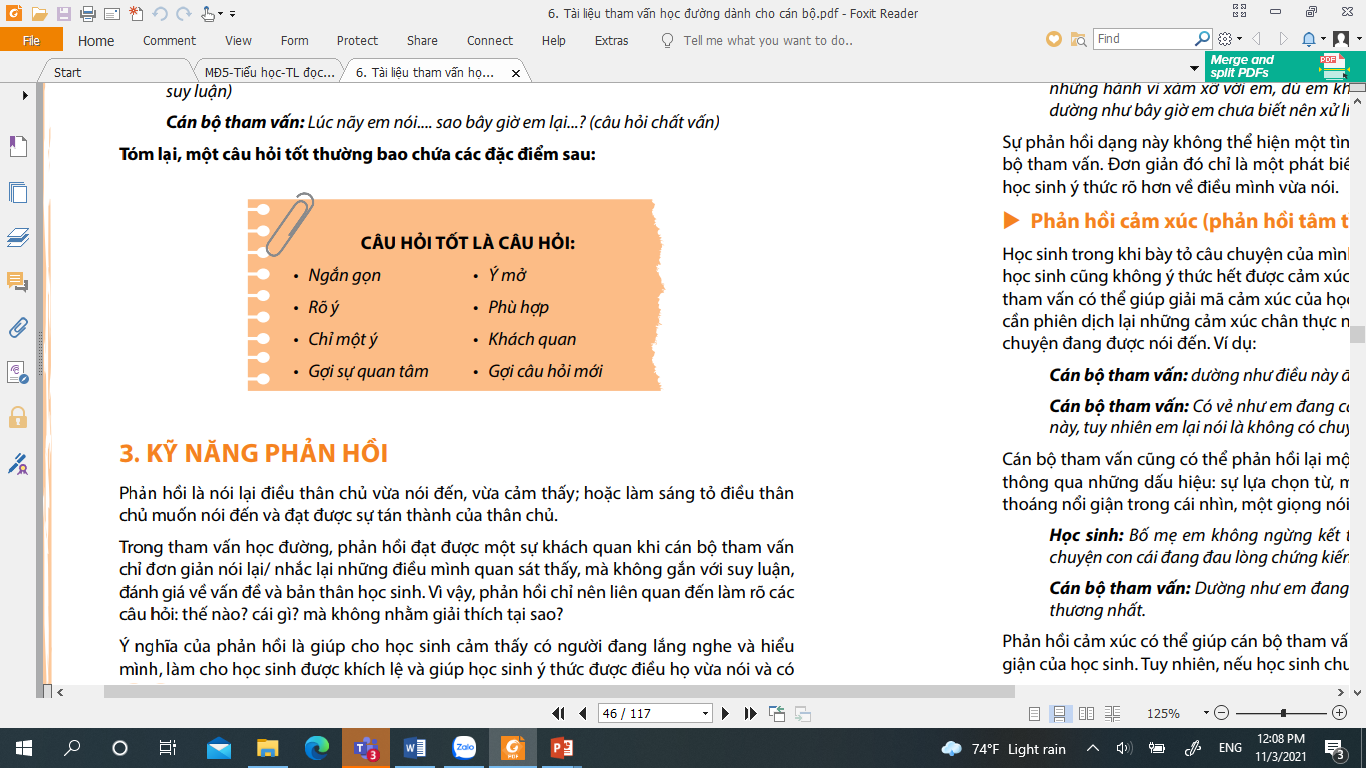 6. Tài liệu tham vấn học đường dành cho cán bộ.pdf - Foxit Reader
File Home Comment View Form Protect Share Connect Help Extras Tell me what you want to do.. Find
Start MĐ5-Tiểu học-TL đọc... 6. Tài liệu tham vấn họ... Merge and
split PDFs
suy luận)
Cán bộ tham vấn: Lúc nãy em nói.... sao bây giờ em lại...? (câu hỏi chất vấn)
Tóm lại, một câu hỏi tốt thường bao chứa các đặc điểm sau:
CÂU HỎI TỐT LÀ CÂU HỎI:
• Ngắn gọn • Ý mở
• Rõ ý • Phù hợp
• Chỉ một ý • Khách quan
• Gợi sự quan tâm • Gợi câu hỏi mới
3. KỸ NĂNG PHẢN HỒI
Phản hồi là nói lại điều thân chủ vừa nói đến, vừa cảm thấy; hoặc làm sáng tỏ điều thân
chủ muốn nói đến và đạt được sự tán thành của thân chủ.
Trong tham vấn học đường, phản hồi đạt được một sự khách quan khi cán bộ tham vấn
chỉ đơn giản nói lại/ nhắc lại những điều mình quan sát thấy, mà không gắn với suy luận,
đánh giá về vấn đề và bản thân học sinh. Vì vậy, phản hồi chỉ nên liên quan đến làm rõ các
câu hỏi: thế nào? cái gì? mà không nhằm giải thích tại sao?
Ý nghĩa của phản hồi là giúp cho học sinh cảm thấy có người đang lắng nghe và hiểu
mình, làm cho học sinh được khích lệ và giúp học sinh ý thức được điều họ vừa nói và có
những hành vi xâm xở với em, dù em kh
dường như bây giờ em chưa biết nên xử lí
Sự phản hồi dạng này không thể hiện một tìn
bộ tham vấn. Đơn giản đó chỉ là một phát biể
học sinh ý thức rõ hơn về điều mình vừa nói.
Phản hồi cảm xúc (phản hồi tâm t
Học sinh trong khi bày tỏ câu chuyện của mìn
học sinh cũng không ý thức hết được cảm xúc
tham vấn có thể giúp giải mã cảm xúc của học
cần phiên dịch lại những cảm xúc chân thực n
chuyện đang được nói đến. Ví dụ:
Cán bộ tham vấn: dường như điều này đ
Cán bộ tham vấn: Có vẻ như em đang cả
này, tuy nhiên em lại nói là không có chuy
Cán bộ tham vấn cũng có thể phản hồi lại mộ
thông qua những dấu hiệu: sự lựa chọn từ, m
thoáng nổi giận trong cái nhìn, một giọng nói
Học sinh: Bố mẹ em không ngừng kết t
chuyện con cái đang đau lòng chứng kiến
Cán bộ tham vấn: Dường như em đang
thương nhất.
Phản hồi cảm xúc có thể giúp cán bộ tham vấ
giận của học sinh. Tuy nhiên, nếu học sinh chu
46 / 117 125%
74°F Light rain ENG 12:08 PM
11/3/2021